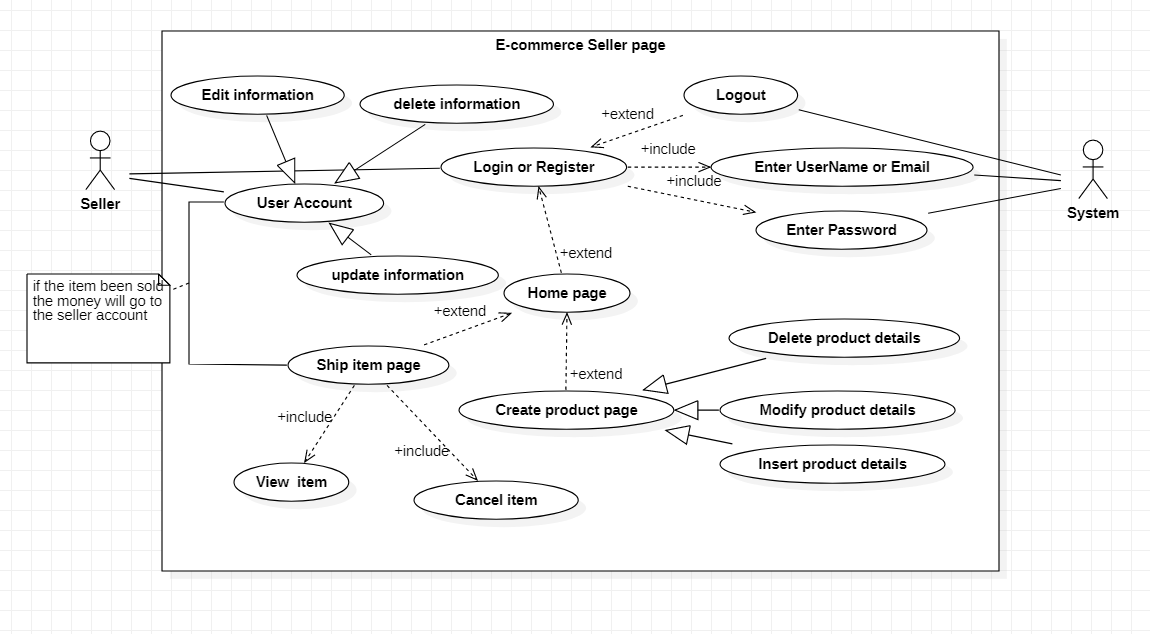 E-commerce Seller page
Edit information
delete information
Logout
+extend
+include
Login or Register
Enter UserName or Email
+include
Seller
User Account
System
Enter Password
+extend
update information
if the item been sold
the money will go to
the seller account
Home page
+extend
Delete product details
Ship item page
+extend
Create product page
Modify product details
+include
+include
Insert product details
View  item
Cancel item